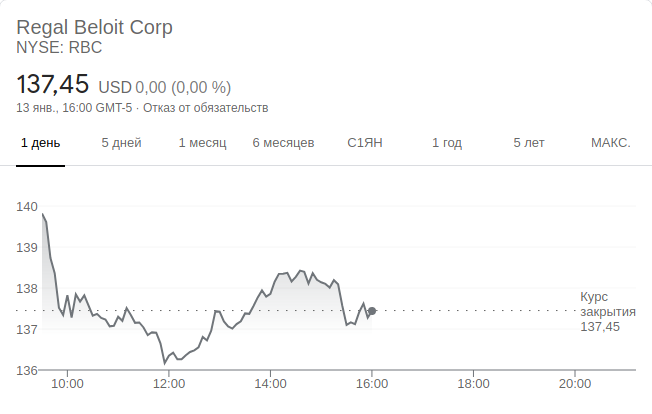 Regal Beloit Corp
NYSE: RBC
137,45 USD 0,00 (0,00 %)
13 янв., 16:00 GMT-5 · Отказ от обязательств
1 день 5 дней 1 месяц 6 месяцев С1ЯН 1 год 5 лет МАКС.
140
139
138
137
136
Курс
закрытия
137,45
10:00 12:00 14:00 16:00 18:00 20:00